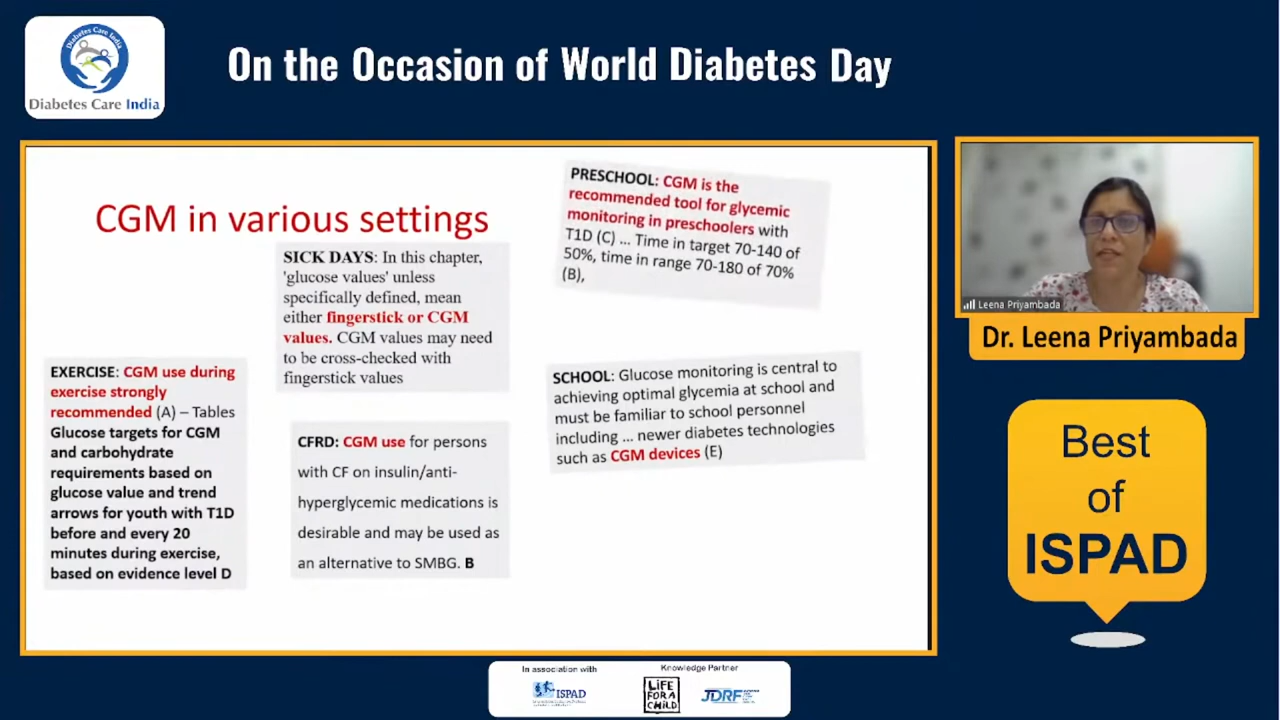 Diabetes Care India
Diabetes Care India
On the Occasion of World Diabetes Day
CGM in various settings
SICK DAYS: In this chapter,
'glucose values' unless
specifically defined, mean
either fingerstick or CGM
values. CGM values may need
to be cross-checked with
fingerstick values
PRESCHOOL: CGM is the
recommended tool for glycemic
monitoring in preschoolers with
T1D (C) ... Time in target 70-140 of
50%, time in range 70-180 of 70%
(B),
EXERCISE: CGM use during
exercise strongly
recommended (A) – Tables
Glucose targets for CGM
and carbohydrate
requirements based on
glucose value and trend
arrows for youth with T1D
before and every 20
minutes during exercise,
based on evidence level D
CFRD: CGM use for persons
with CF on insulin/anti-
hyperglycemic medications is
desirable and may be used as
an alternative to SMBG. B
SCHOOL: Glucose monitoring is central to
achieving optimal glycemia at school and
must be familiar to school personnel
including ... newer diabetes technologies
such as CGM devices (E)
Leena Priyambada
Dr. Leena Priyambada
Best
of
ISPAD
In association with
ISPAD
Knowledge Partner
LiFE
FOR A
CHiLD
JDRF